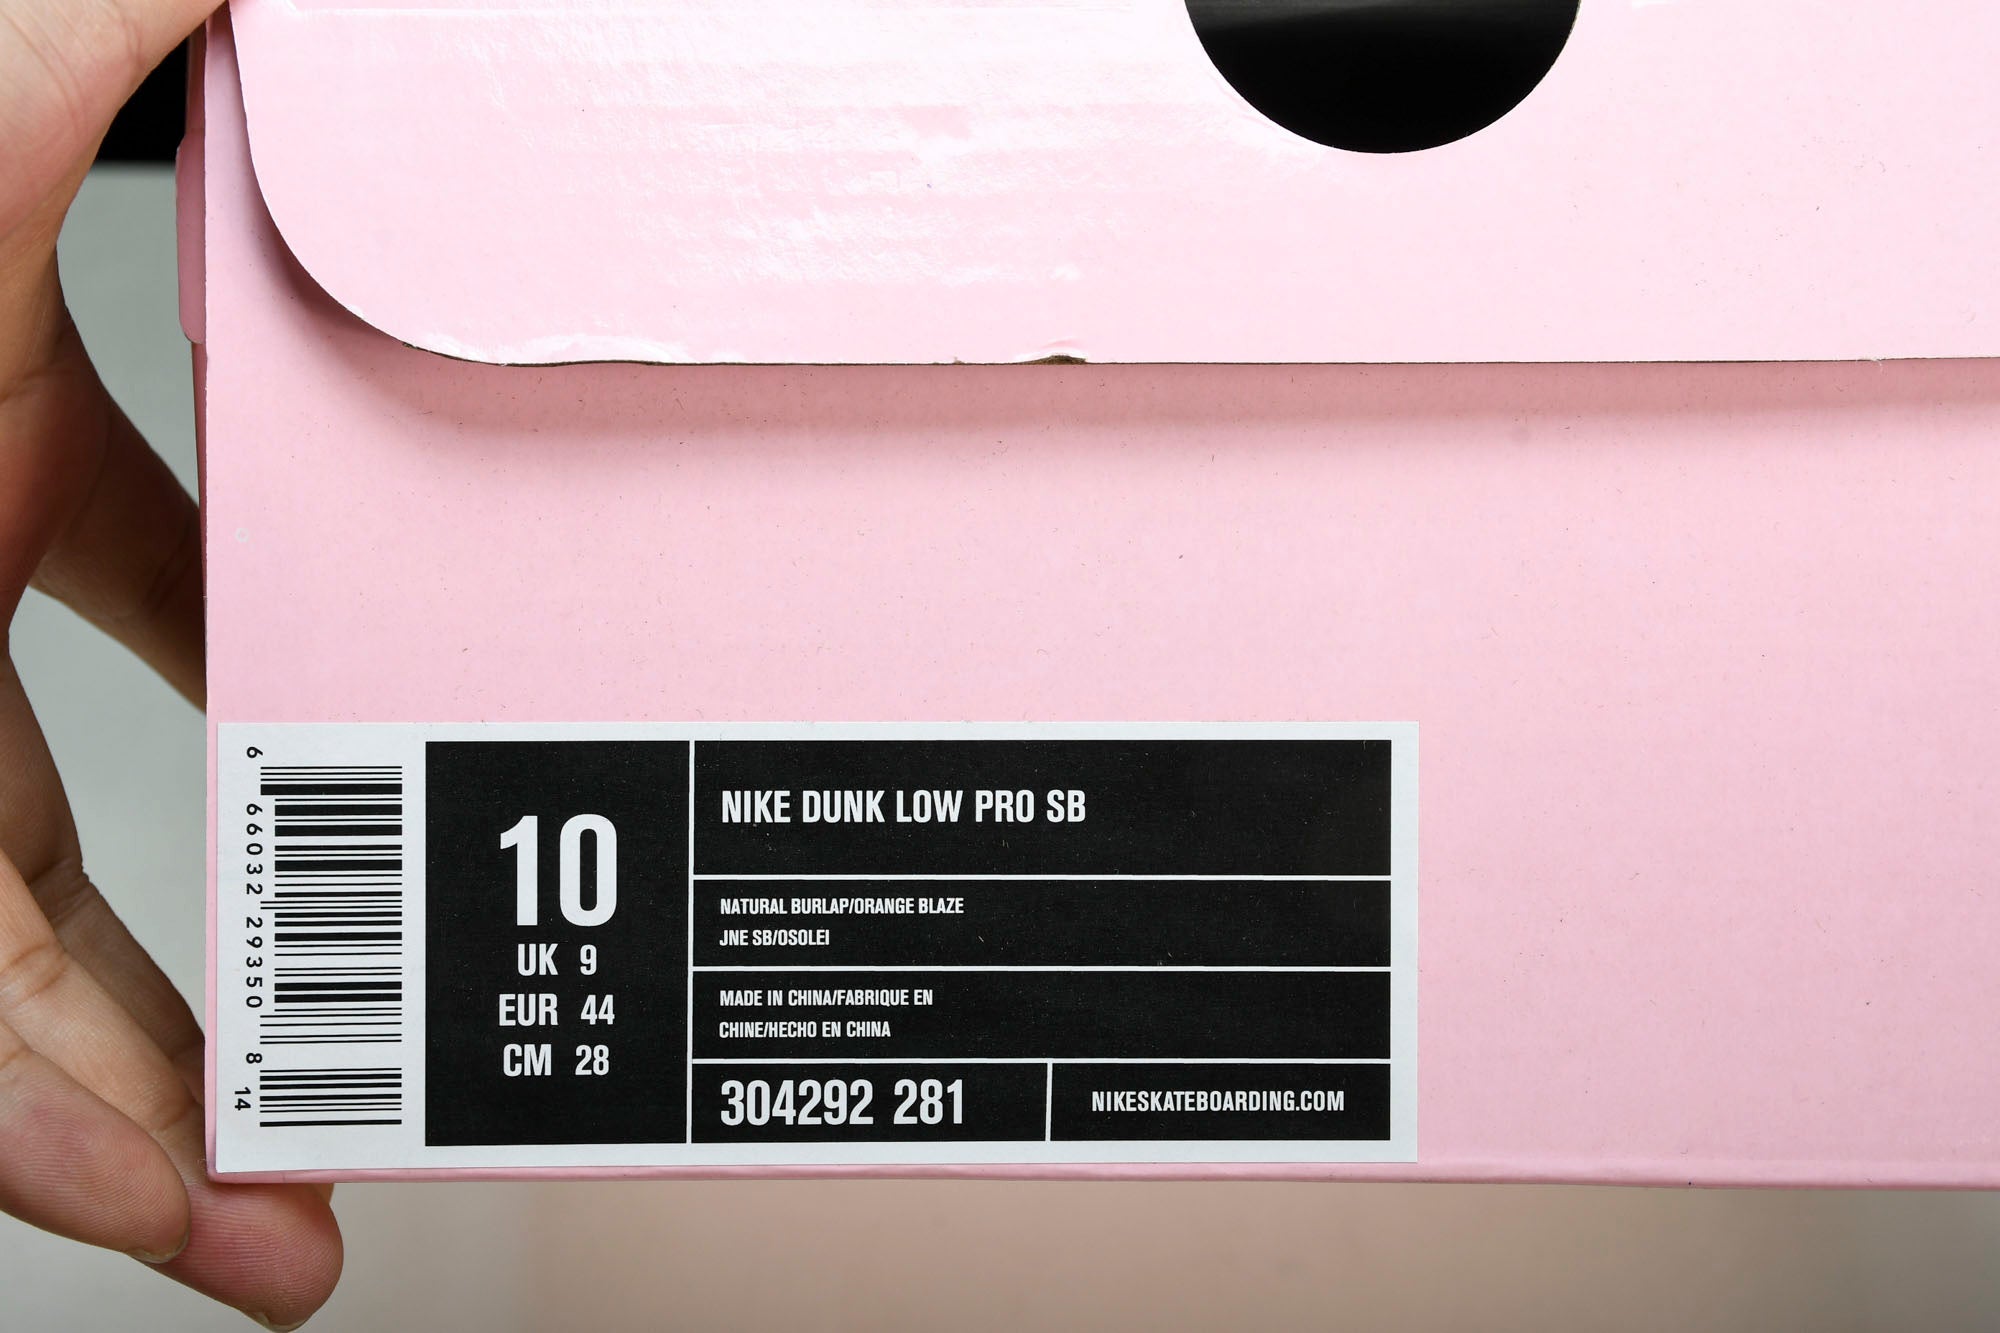 6 66032 29350 8 14
10
UK 9
EUR 44
CM 28
NIKE DUNK LOW PRO SB
NATURAL BURLAP/ORANGE BLAZE
JNE SB/OSOLEI
MADE IN CHINA/FABRIQUE EN
CHINE/HECHO EN CHINA
304292 281
NIKESKATEBOARDING.COM